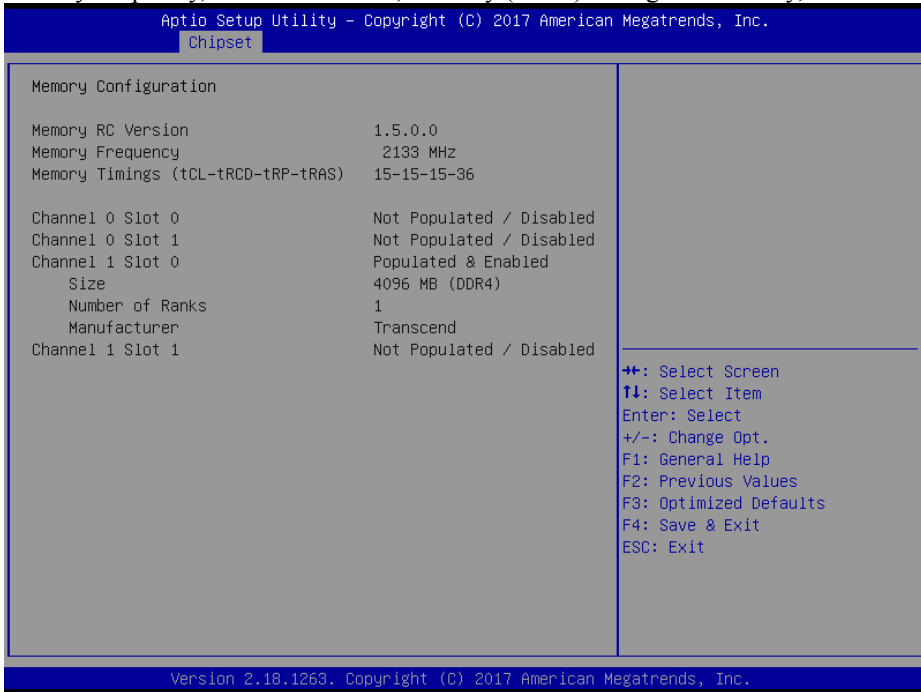 Aptio Setup Utility – Copyright (C) 2017 American Megatrends, Inc.
Chipset
Memory Configuration
Memory RC Version 1.5.0.0
Memory Frequency 2133 MHz
Memory Timings (tCL-tRCD-tRP-tRAS) 15-15-15-36
Channel 0 Slot 0 Not Populated / Disabled
Channel 0 Slot 1 Not Populated / Disabled
Channel 1 Slot 0 Populated & Enabled
Size 4096 MB (DDR4)
Number of Ranks 1
Manufacturer Transcend
Channel 1 Slot 1 Not Populated / Disabled
→←: Select Screen
↑↓: Select Item
Enter: Select
+/-: Change Opt.
F1: General Help
F2: Previous Values
F3: Optimized Defaults
F4: Save & Exit
ESC: Exit
Version 2.18.1263. Copyright (C) 2017 American Megatrends, Inc.